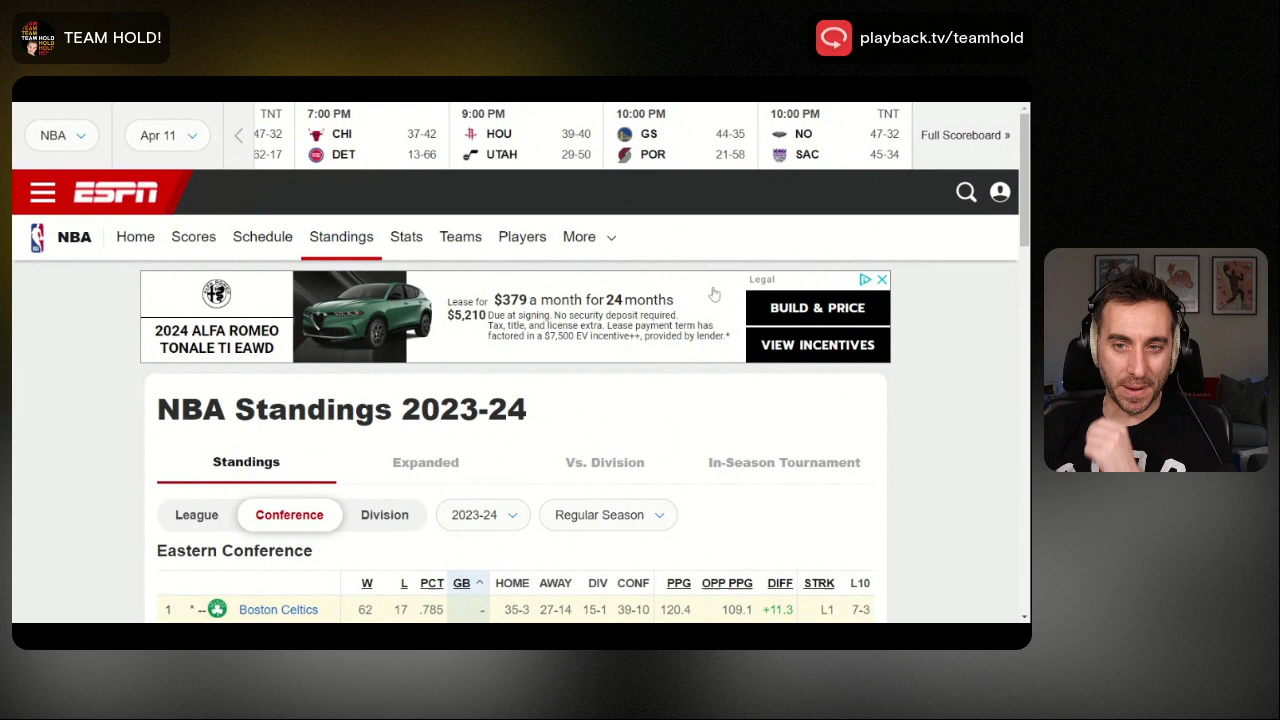 TEAM HOLD!
playback.tv/teamhold
NBA
Apr 11
TNT
47-32
62-17
7:00 PM
CHI 37-42
DET 13-66
9:00 PM
HOU 39-40
UTAH 29-50
10:00 PM
GS 44-35
POR 21-58
10:00 PM TNT
NO 47-32
SAC 45-34
Full Scoreboard »
ESPN
NBA Home Scores Schedule Standings Stats Teams Players More
2024 ALFA ROMEO
TONALE TI EAWD
Lease for $379 a month for 24 months
$5,210 Due at signing. No security deposit required.
Tax, title, and license extra. Lease payment term has
factored in a $7,500 EV incentive++, provided by lender.*
Legal
BUILD & PRICE
VIEW INCENTIVES
NBA Standings 2023-24
Standings Expanded Vs. Division In-Season Tournament
League Conference Division 2023-24 Regular Season
Eastern Conference
W L PCT GB HOME AWAY DIV CONF PPG OPP PPG DIFF STRK L10
1 * -- Boston Celtics 62 17 .785 - 35-3 27-14 15-1 39-10 120.4 109.1 +11.3 L1 7-3